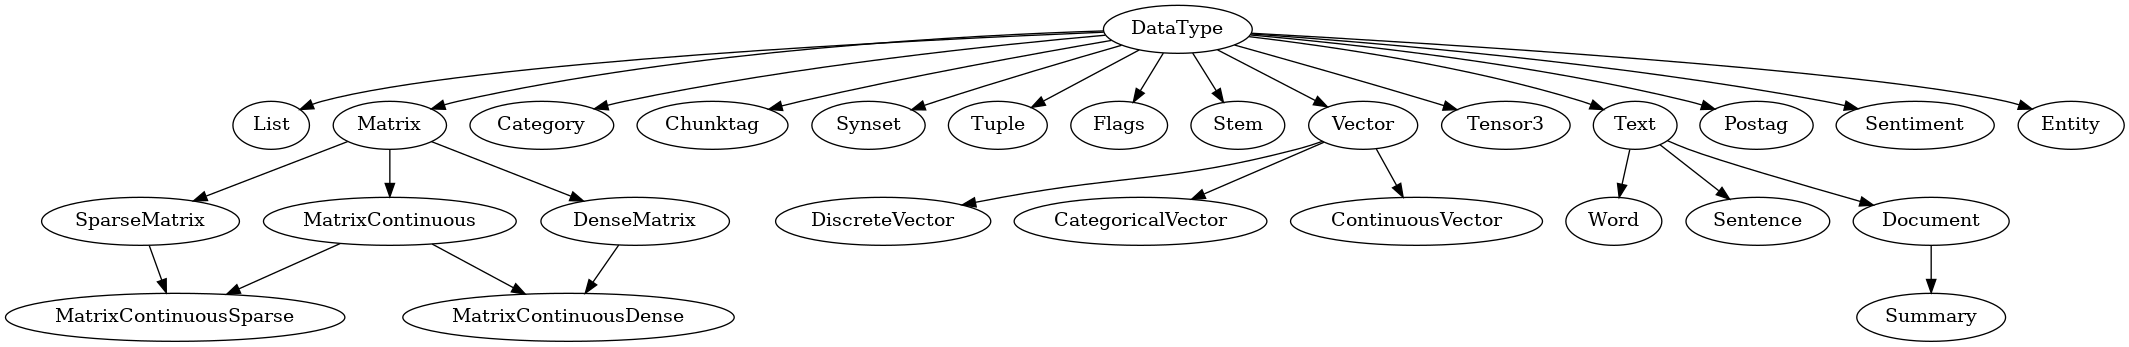 DataType
List
Matrix
Category
Chunktag
Synset
Tuple
Flags
Stem
Vector
Tensor3
Text
Postag
Sentiment
Entity
SparseMatrix
MatrixContinuous
DenseMatrix
DiscreteVector
CategoricalVector
ContinuousVector
Word
Sentence
Document
MatrixContinuousSparse
MatrixContinuousDense
Summary